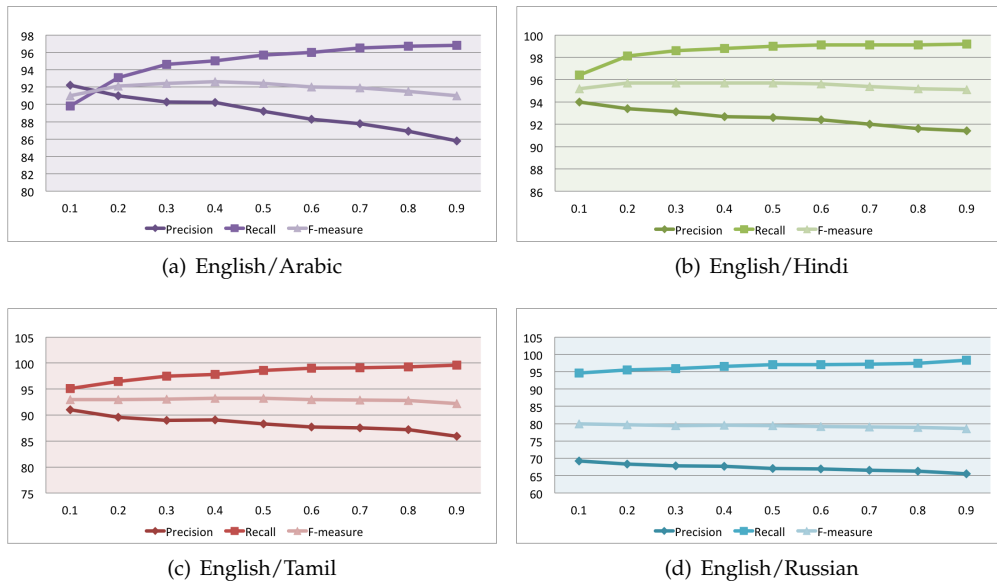 98
96
94
92
90
88
86
84
82
80
0.1 0.2 0.3 0.4 0.5 0.6 0.7 0.8 0.9
Precision Recall F-measure
(a) English/Arabic
100
98
96
94
92
90
88
86
0.1 0.2 0.3 0.4 0.5 0.6 0.7 0.8 0.9
Precision Recall F-measure
(b) English/Hindi
105
100
95
90
85
80
75
0.1 0.2 0.3 0.4 0.5 0.6 0.7 0.8 0.9
Precision Recall F-measure
(c) English/Tamil
105
100
95
90
85
80
75
70
65
60
0.1 0.2 0.3 0.4 0.5 0.6 0.7 0.8 0.9
Precision Recall F-measure
(d) English/Russian